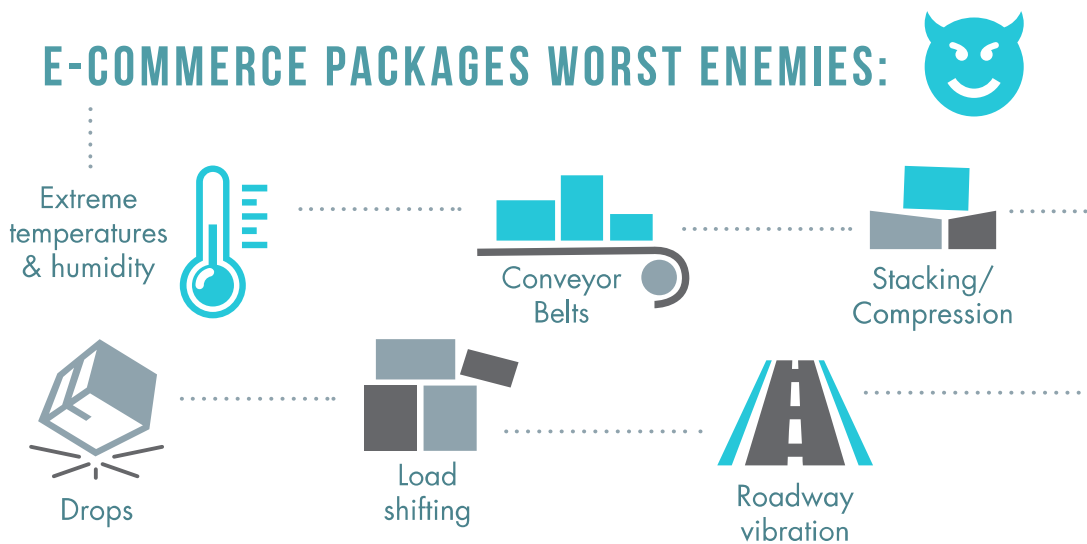 E-COMMERCE PACKAGES WORST ENEMIES:
Extreme
temperatures
& humidity
Conveyor
Belts
Stacking/
Compression
Drops
Load
shifting
Roadway
vibration